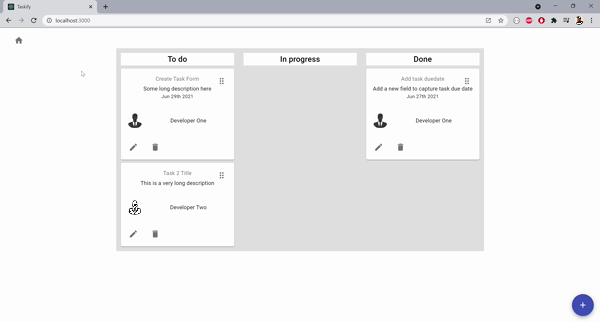 Taskify
localhost:3000
To do
In progress
Done
Create Task Form
Some long description here
Jun 29th 2021
Developer One
Task 2 Title
This is a very long description
Developer Two
Add task duedate
Add a new field to capture task due date
Jun 27th 2021
Developer One